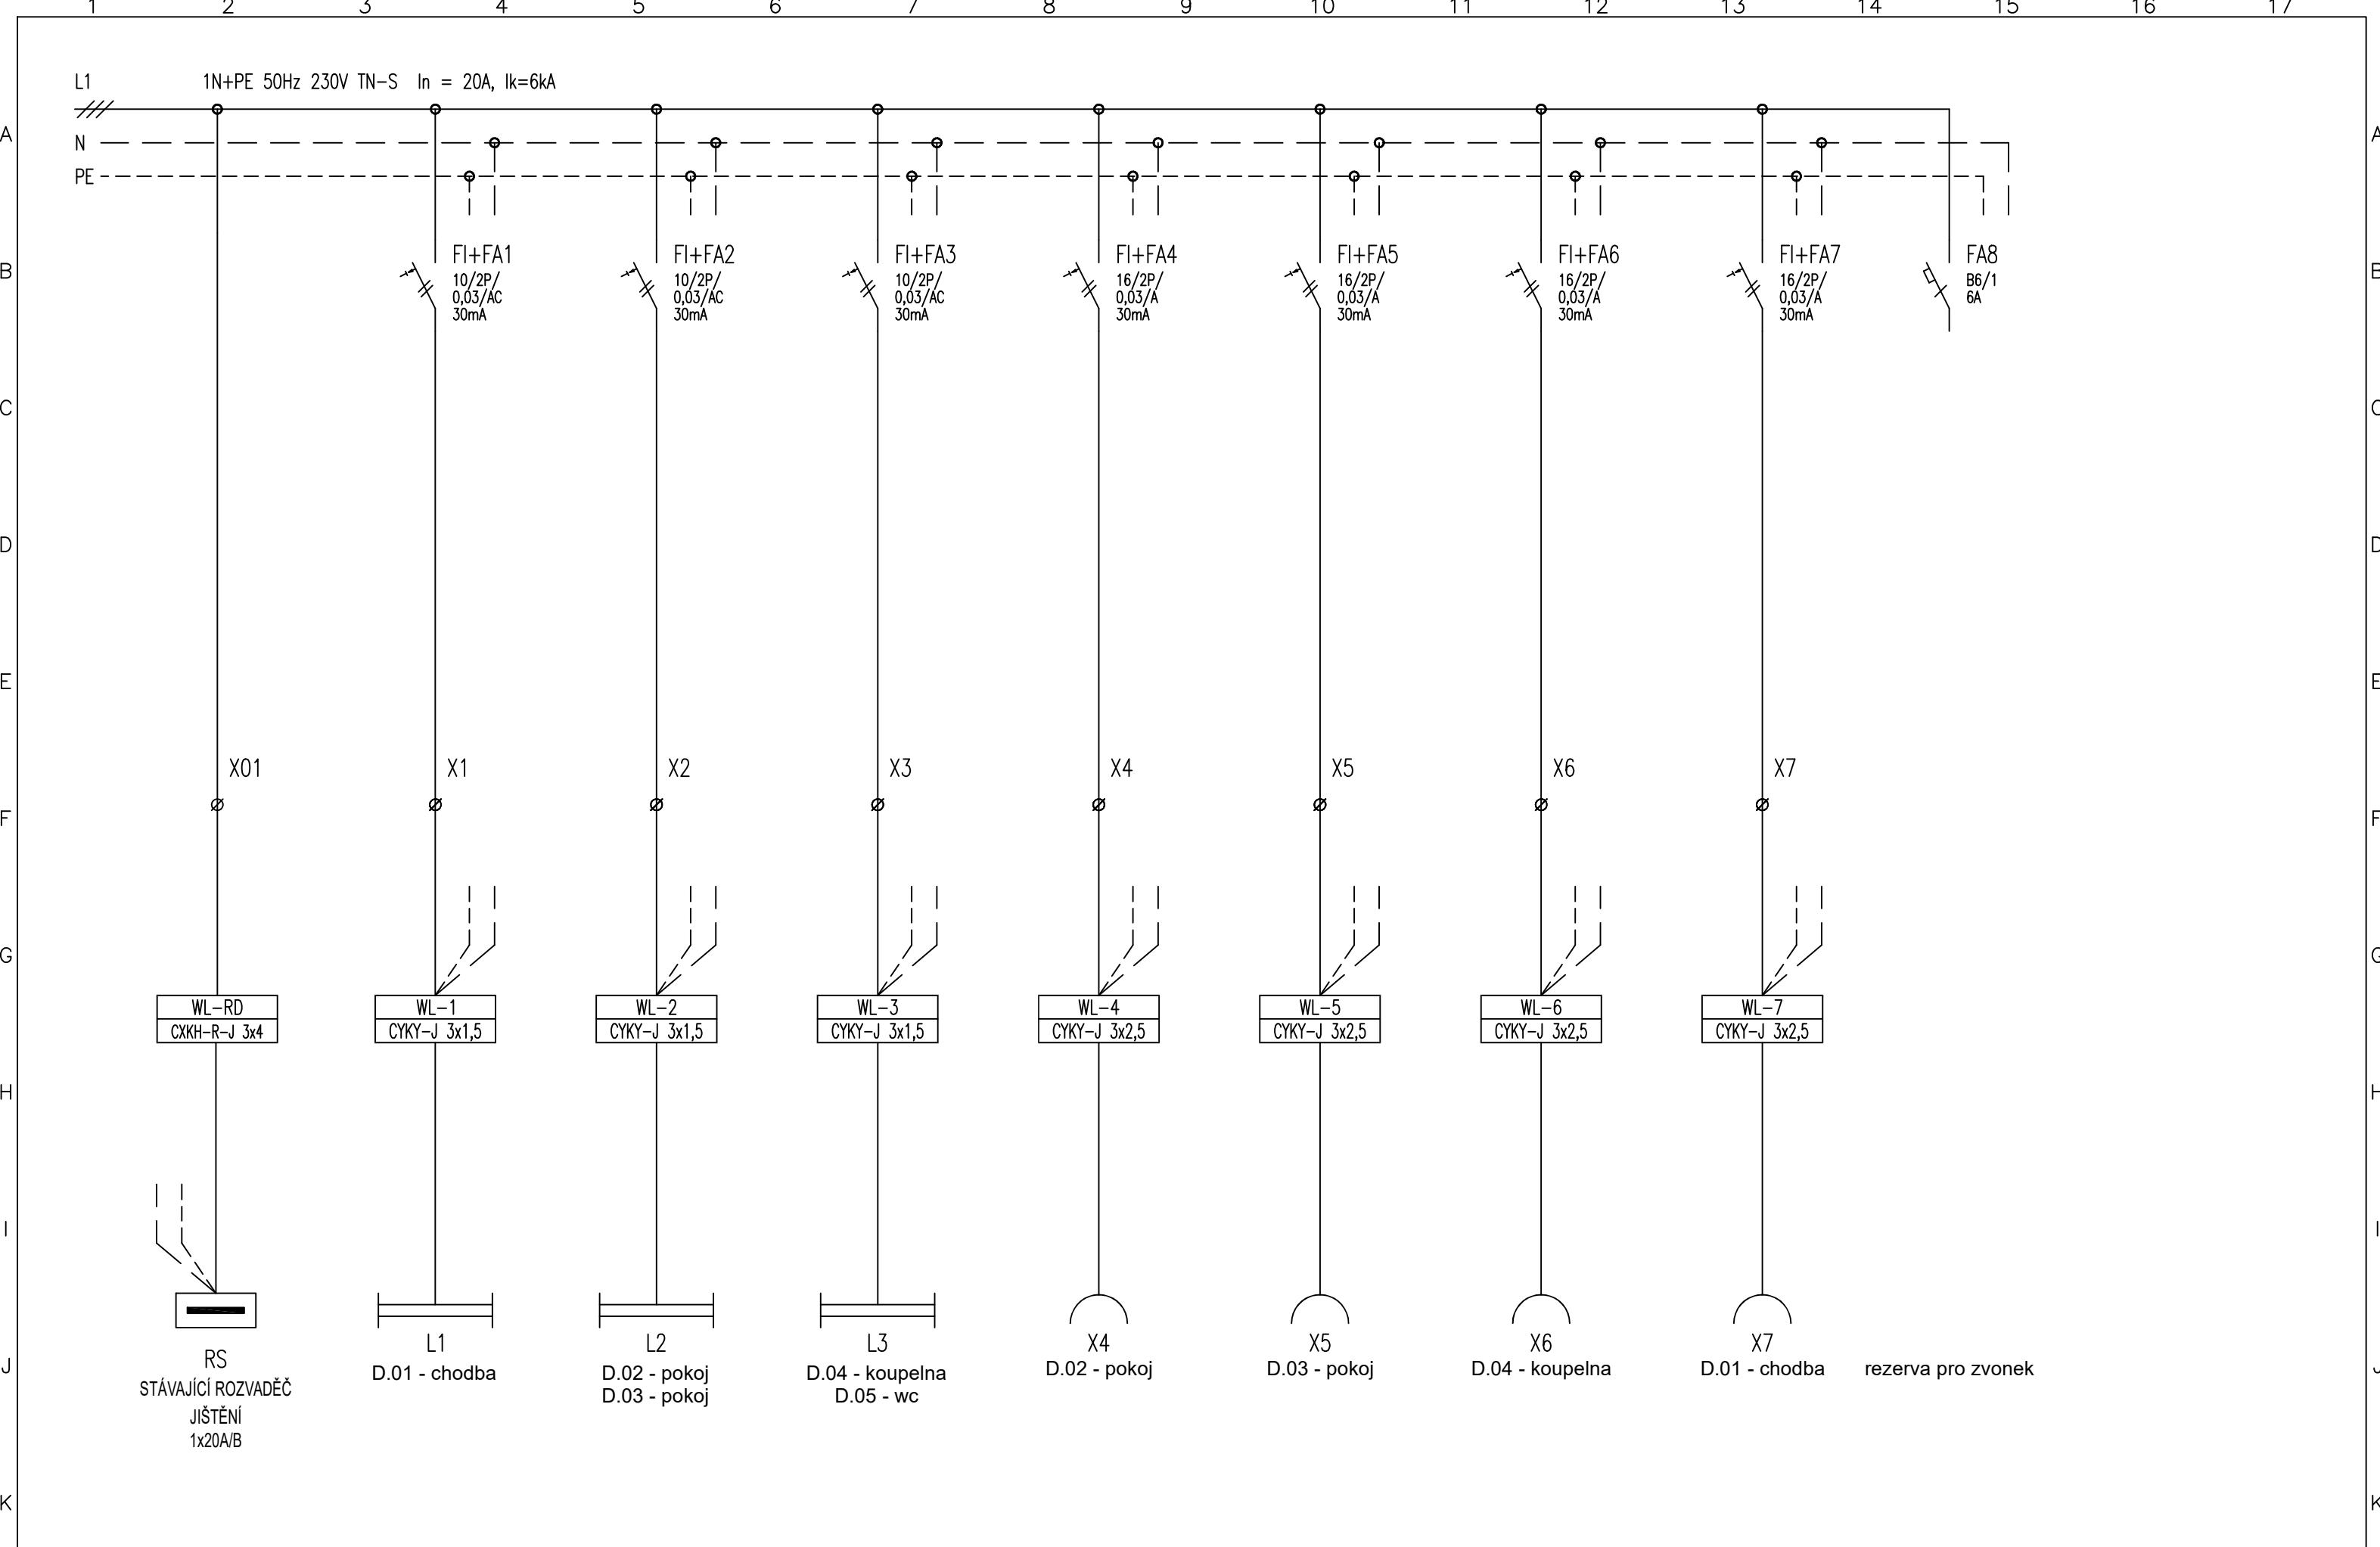 1 2 3 4 5 6 7 8 9 10 11 12 13 14 15 16 17
L1 1N+PE 50Hz 230V TN-S In = 20A, Ik=6kA
A A
N
PE
B B
FI+FA1
10/2P/
0,03/AC
30mA
FI+FA2
10/2P/
0,03/AC
30mA
FI+FA3
10/2P/
0,03/AC
30mA
FI+FA4
16/2P/
0,03/A
30mA
FI+FA5
16/2P/
0,03/A
30mA
FI+FA6
16/2P/
0,03/A
30mA
FI+FA7
16/2P/
0,03/A
30mA
FA8
B6/1
6A
C C
D D
E E
X01 X1 X2 X3 X4 X5 X6 X7
F F
G G
WL-RD
CXKH-R-J 3x4
WL-1
CYKY-J 3x1,5
WL-2
CYKY-J 3x1,5
WL-3
CYKY-J 3x1,5
WL-4
CYKY-J 3x2,5
WL-5
CYKY-J 3x2,5
WL-6
CYKY-J 3x2,5
WL-7
CYKY-J 3x2,5
H H
I I
J J
RS
STÁVAJÍCÍ ROZVADĚČ
JIŠTĚNÍ
1x20A/B
L1
D.01 - chodba
L2
D.02 - pokoj
D.03 - pokoj
L3
D.04 - koupelna
D.05 - wc
X4
D.02 - pokoj
X5
D.03 - pokoj
X6
D.04 - koupelna
X7
D.01 - chodba
rezerva pro zvonek
K K